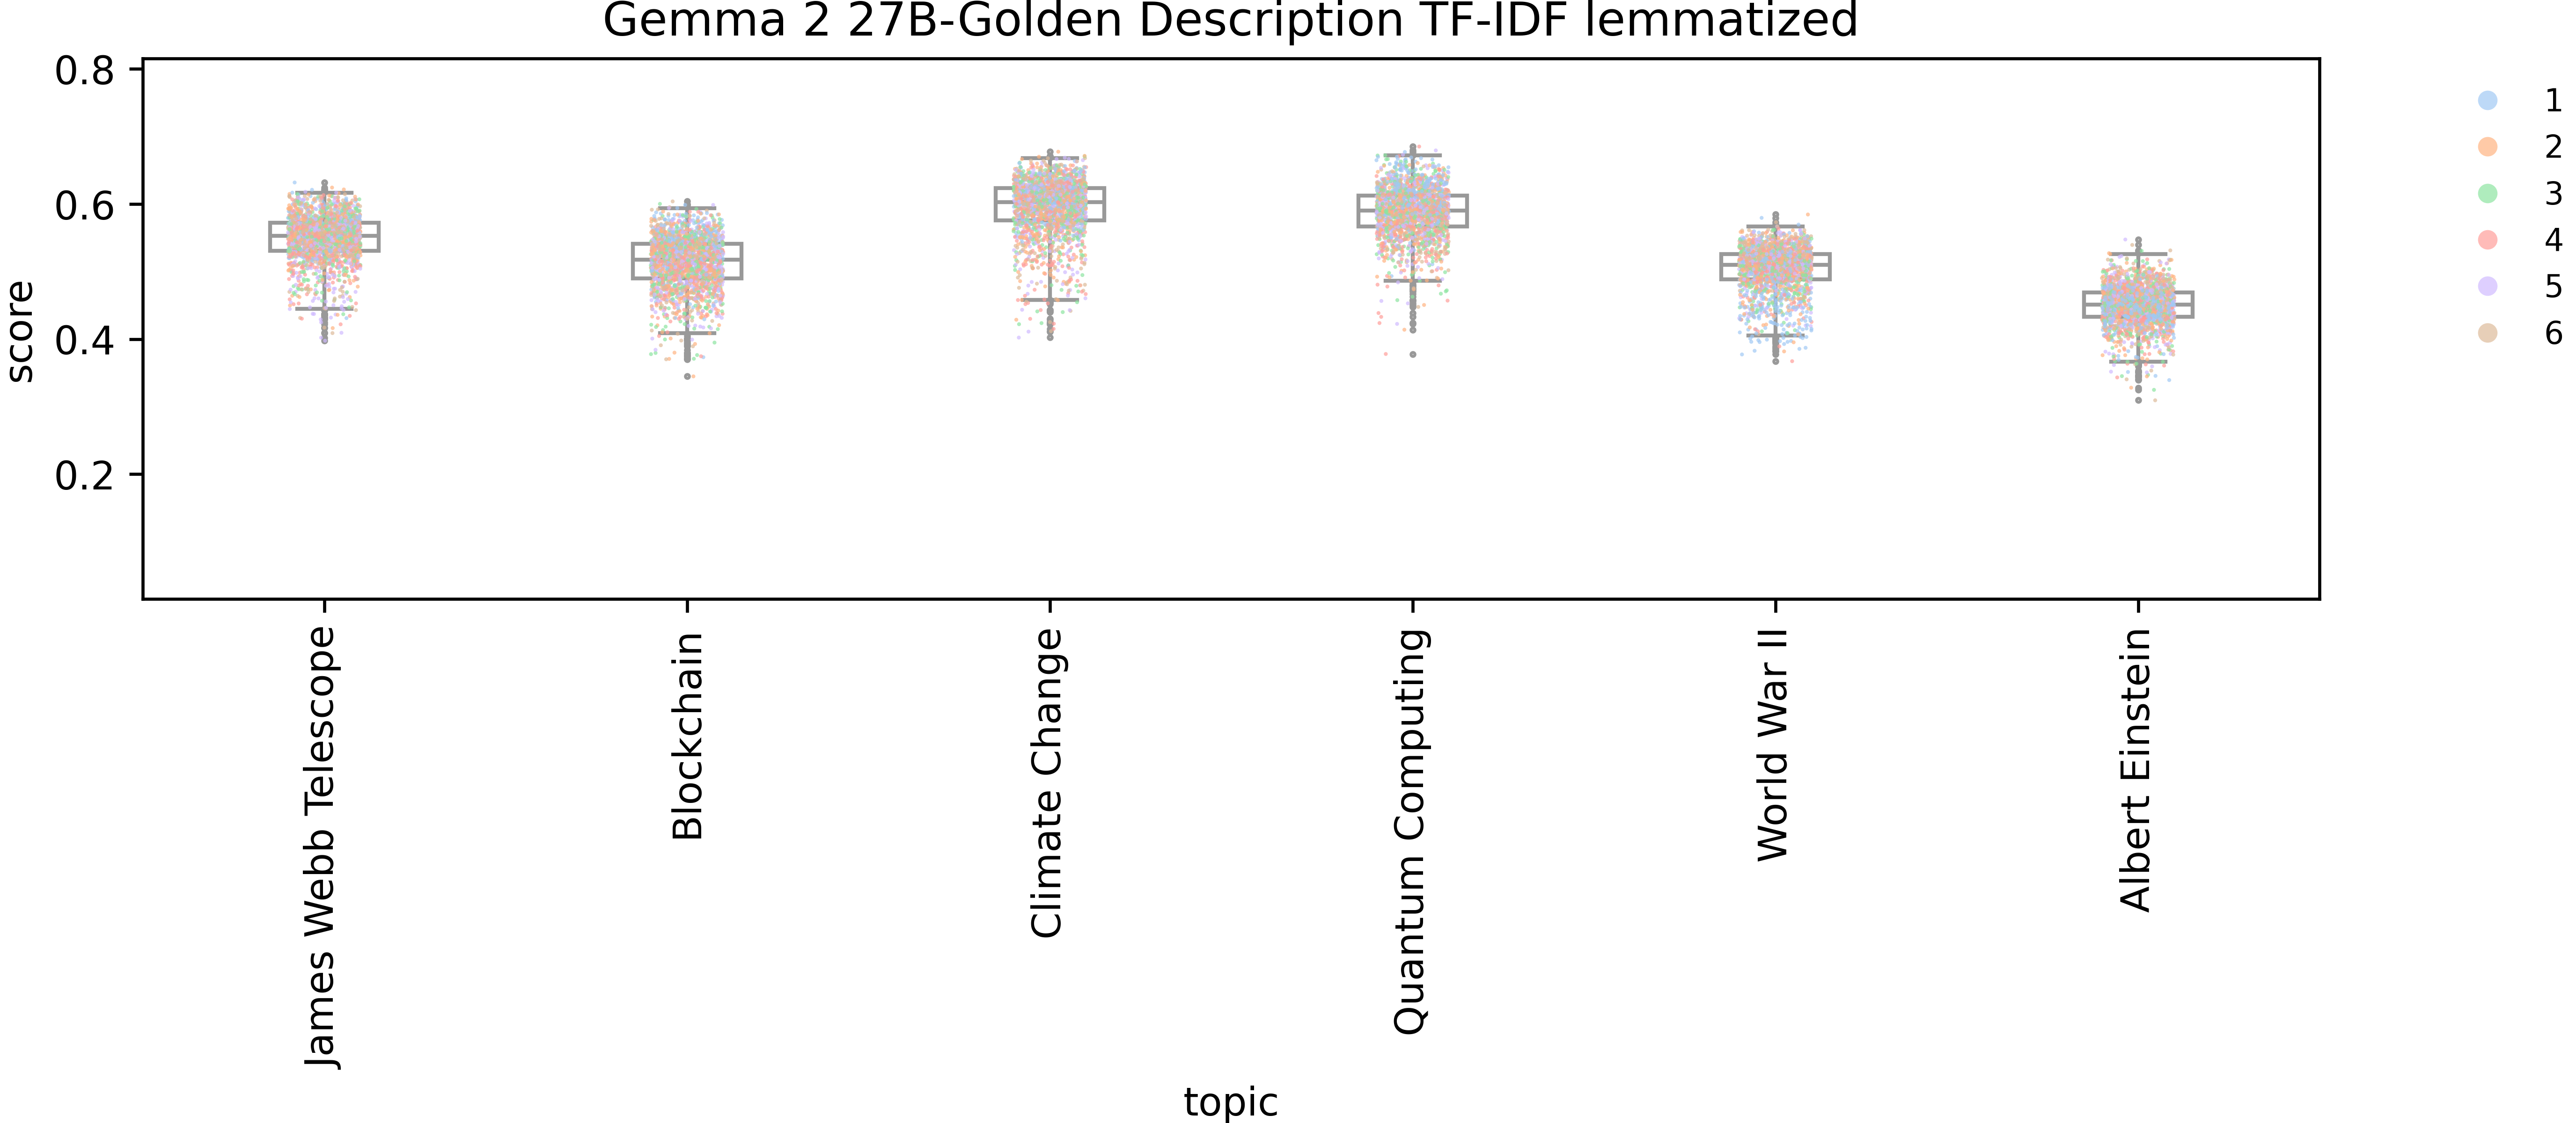 Gemma 2 27B-Golden Description TF-IDF lemmatized
0.8
0.6
0.4
0.2
score
1
2
3
4
5
6
James Webb Telescope
Blockchain
Climate Change
Quantum Computing
World War II
Albert Einstein
topic